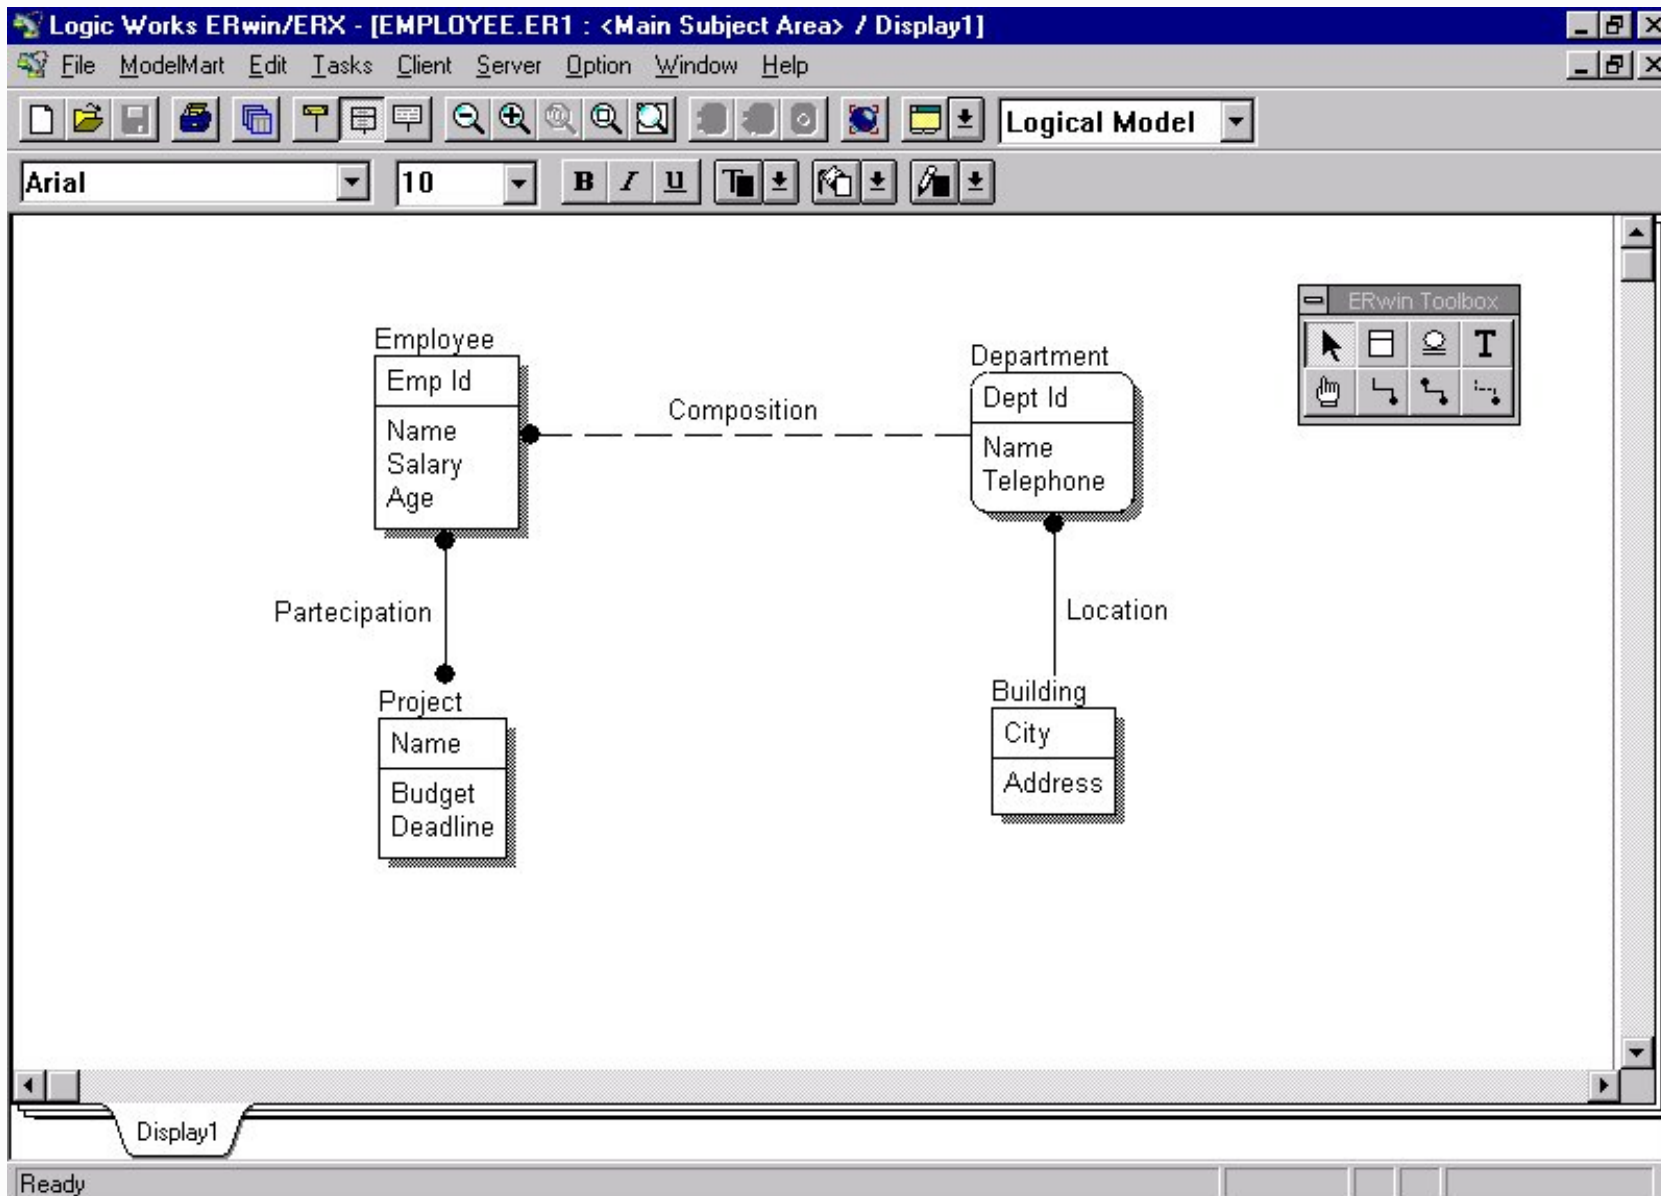 Logic Works ERwin/ERX - [EMPLOYEE.ER1 : <Main Subject Area> / Display1]
File ModelMart Edit Tasks Client Server Option Window Help
Logical Model
Arial 10 B I U T
ERwin Toolbox
T
Employee
Emp Id
Name
Salary
Age
Composition
Department
Dept Id
Name
Telephone
Partecipation
Location
Project
Name
Budget
Deadline
Building
City
Address
Display1
Ready